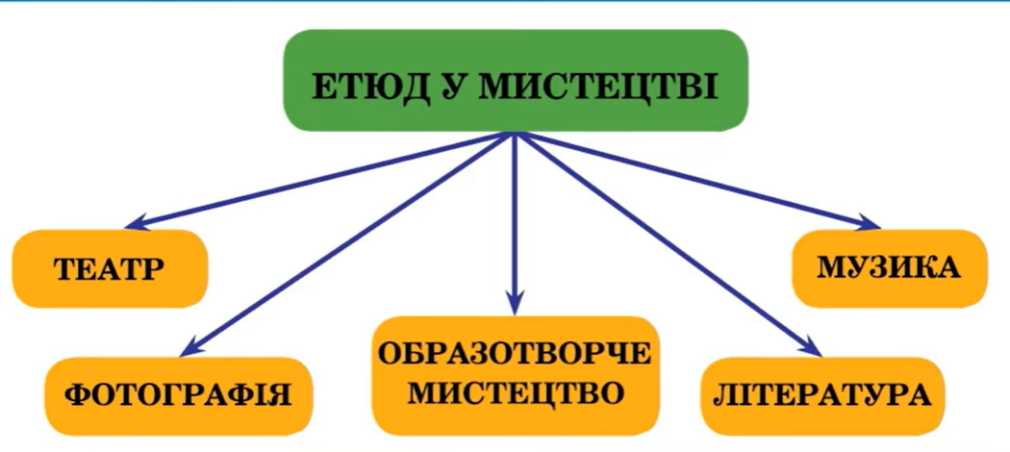 ЕТЮД У МИСТЕЦТВІ
ТЕАТР
МУЗИКА
ФОТОГРАФІЯ
ОБРАЗОТВОРЧЕ
МИСТЕЦТВО
ЛІТЕРАТУРА